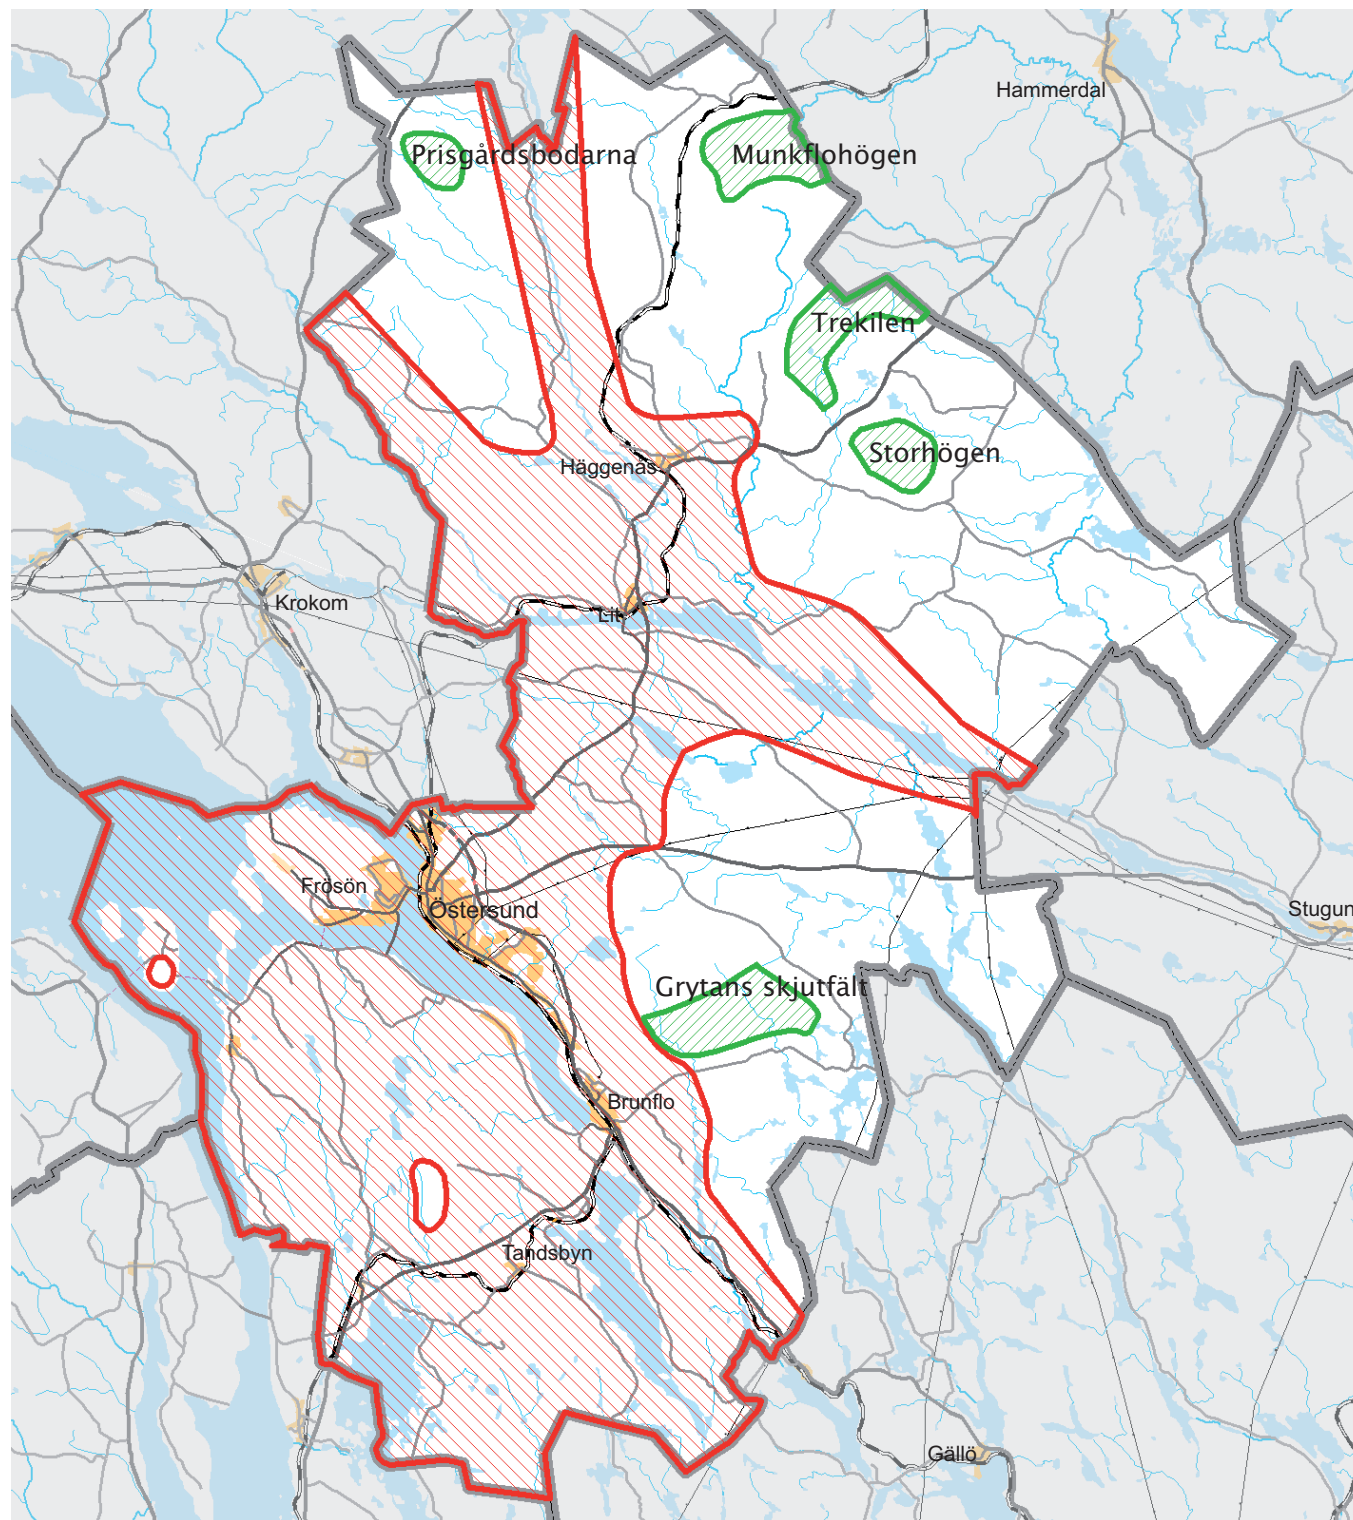 Hammerdal
Prisgårdsbodarna
Munkflohögen
Trekilen
Storhögen
Häggenås
Krokom
Lit
Frösön
Östersund
Stugun
Grytans skjutfält
Brunflo
Tandsbyn
Gällö